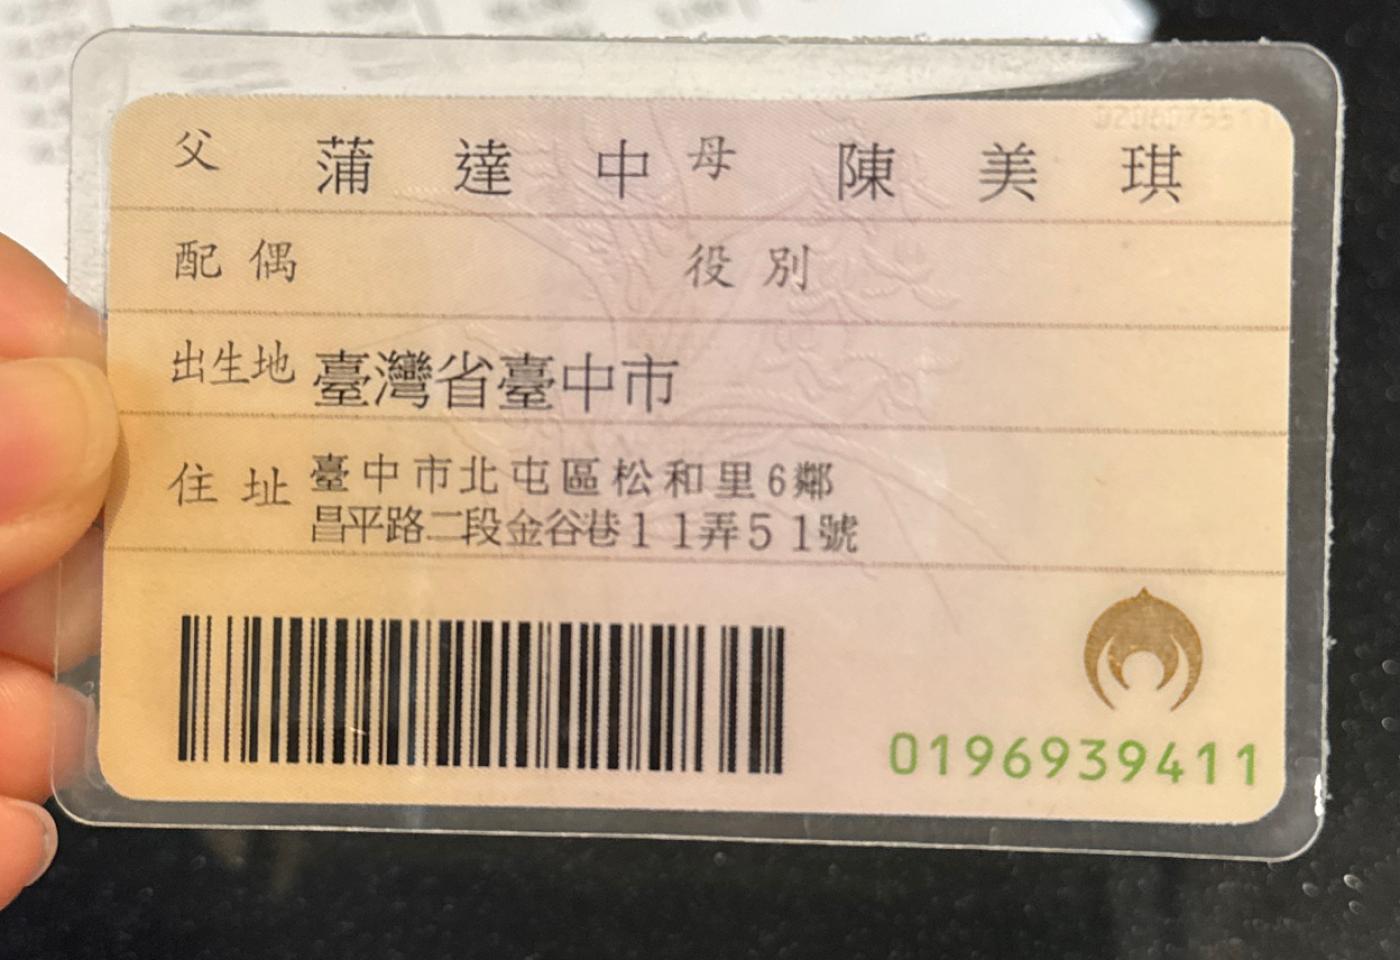 父 蒲達中 母 陳美琪
配偶 役別
出生地 臺灣省臺中市
住址 臺中市北屯區松和里6鄰
昌平路二段金谷巷11弄51號
0196939411